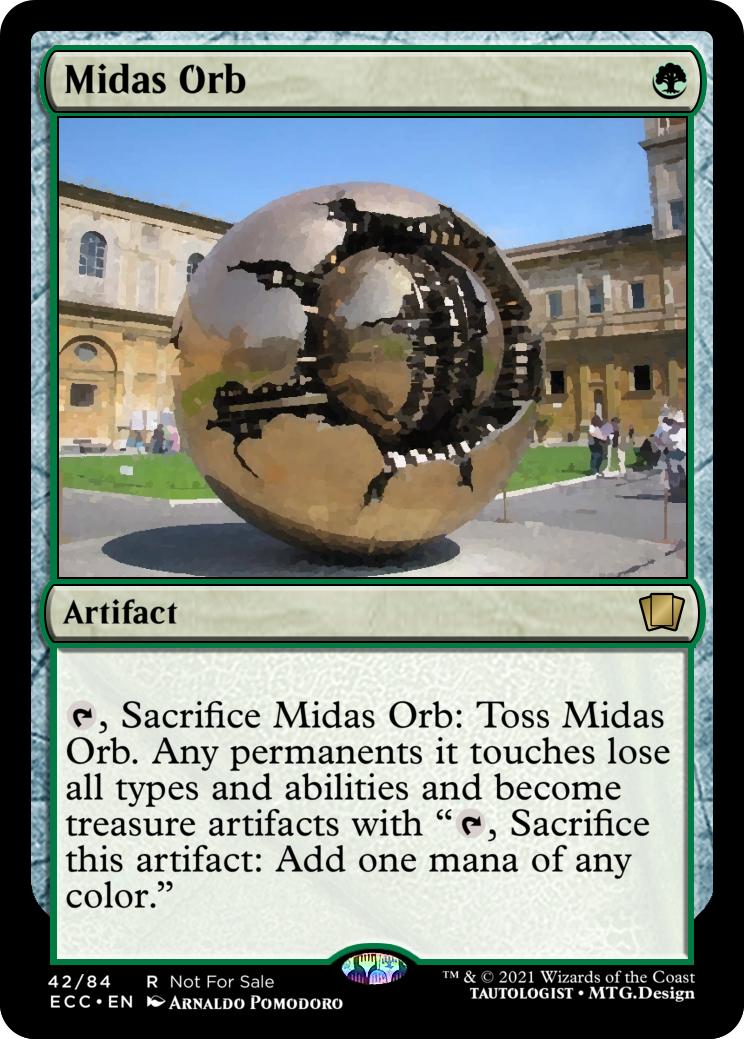 Midas Orb
Artifact
, Sacrifice Midas Orb: Toss Midas
Orb. Any permanents it touches lose
all types and abilities and become
treasure artifacts with “ , Sacrifice
this artifact: Add one mana of any
color.”
42/84 R Not For Sale
ECC • EN Arnaldo Pomodoro
™ & © 2021 Wizards of the Coast
TAUTOLOGIST • MTG.Design